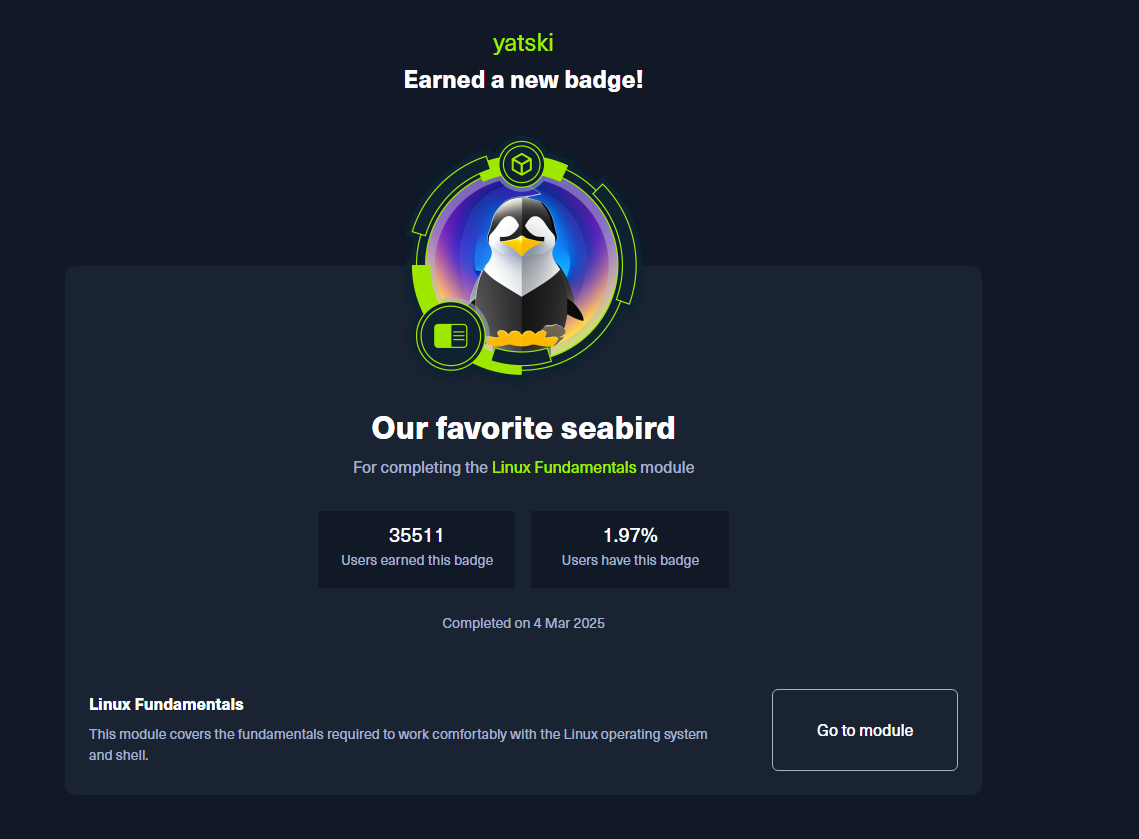 yatski
Earned a new badge!
Our favorite seabird
For completing the Linux Fundamentals module
35511
Users earned this badge
1.97%
Users have this badge
Completed on 4 Mar 2025
Linux Fundamentals
This module covers the fundamentals required to work comfortably with the Linux operating system
and shell.
Go to module